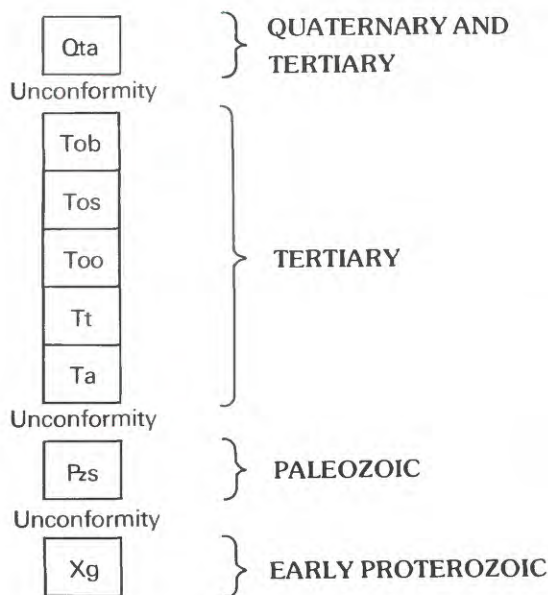 Qta
QUATERNARY AND
TERTIARY
Unconformity
Tob
Tos
Too
Tt
Ta
TERTIARY
Unconformity
Pzs
PALEOZOIC
Unconformity
Xg
EARLY PROTEROZOIC